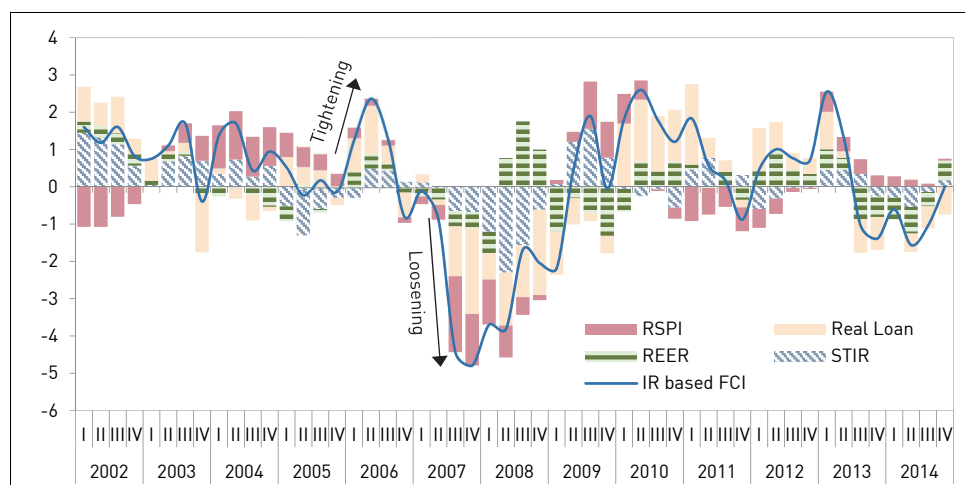 4
3
2
1
0
-1
-2
-3
-4
-5
-6
Tightening
Loosening
RSPI
Real Loan
REER
STIR
IR based FCI
I II III IV I II III IV I II III IV I II III IV I II III IV I II III IV I II III IV I II III IV I II III IV I II III IV I II III IV I II III IV I II III IV
2002 2003 2004 2005 2006 2007 2008 2009 2010 2011 2012 2013 2014